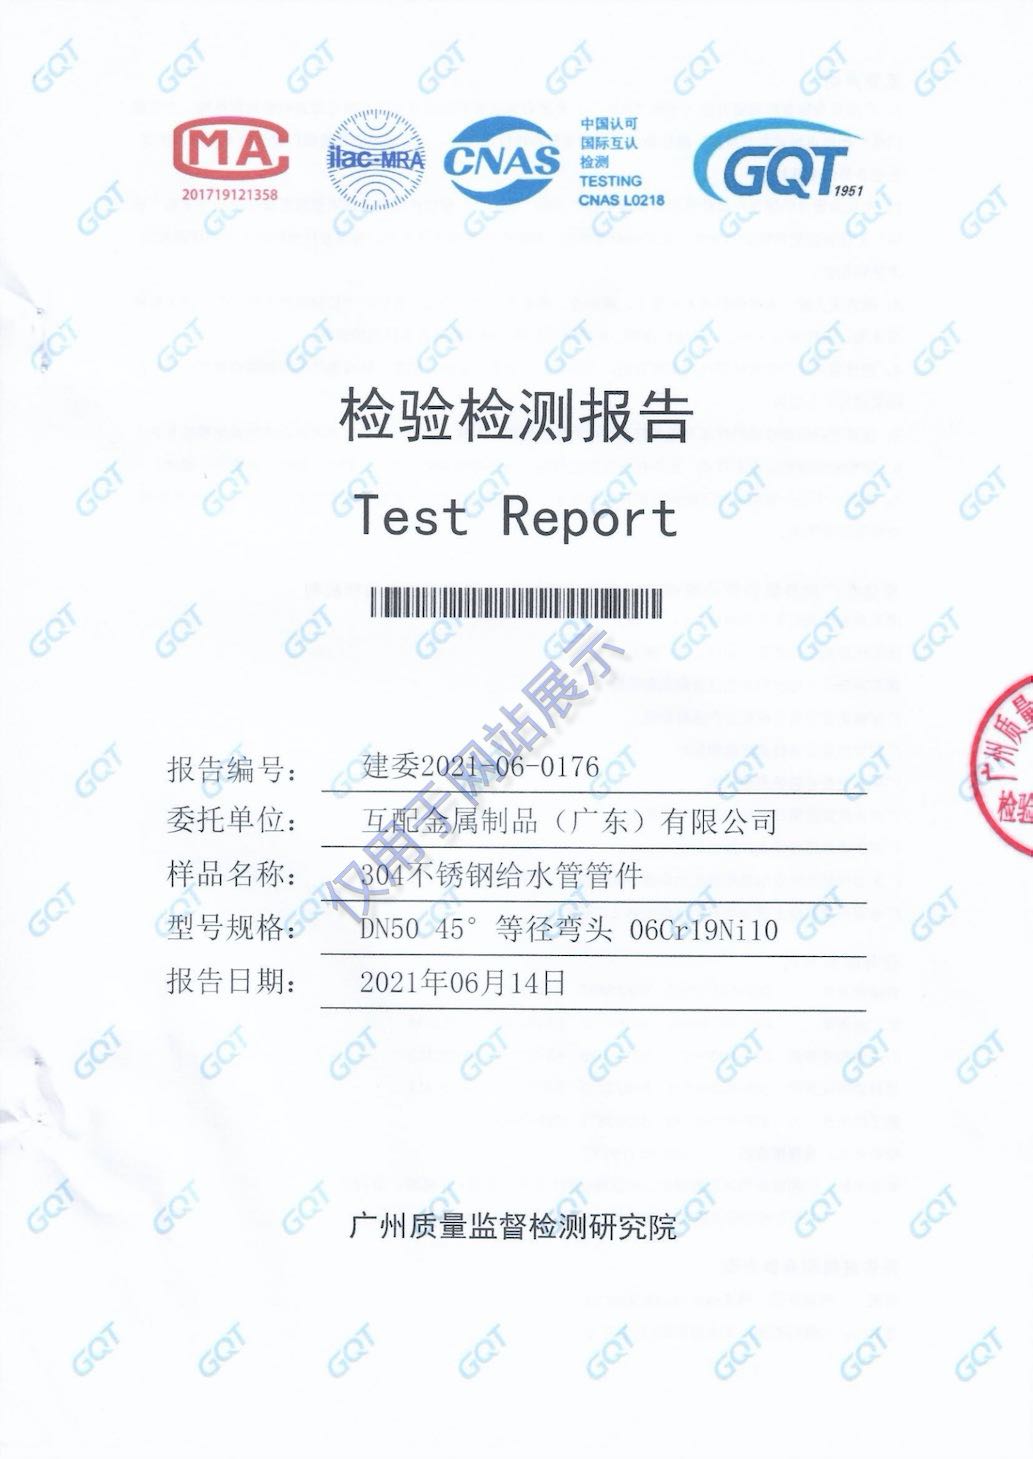 MA
201719121358
ilac-MRA
CNAS
中国认可
国际互认
检测
TESTING
CNAS L0218
GQT 1951
检验检测报告
Test Report
报告编号： 建委2021-06-0176
委托单位： 互配金属制品（广东）有限公司
样品名称： 304不锈钢给水管管件
型号规格： DN50 45° 等径弯头 06Cr19Ni10
报告日期： 2021年06月14日
仅用于网站展示
广州质量
检验
广州质量监督检测研究院